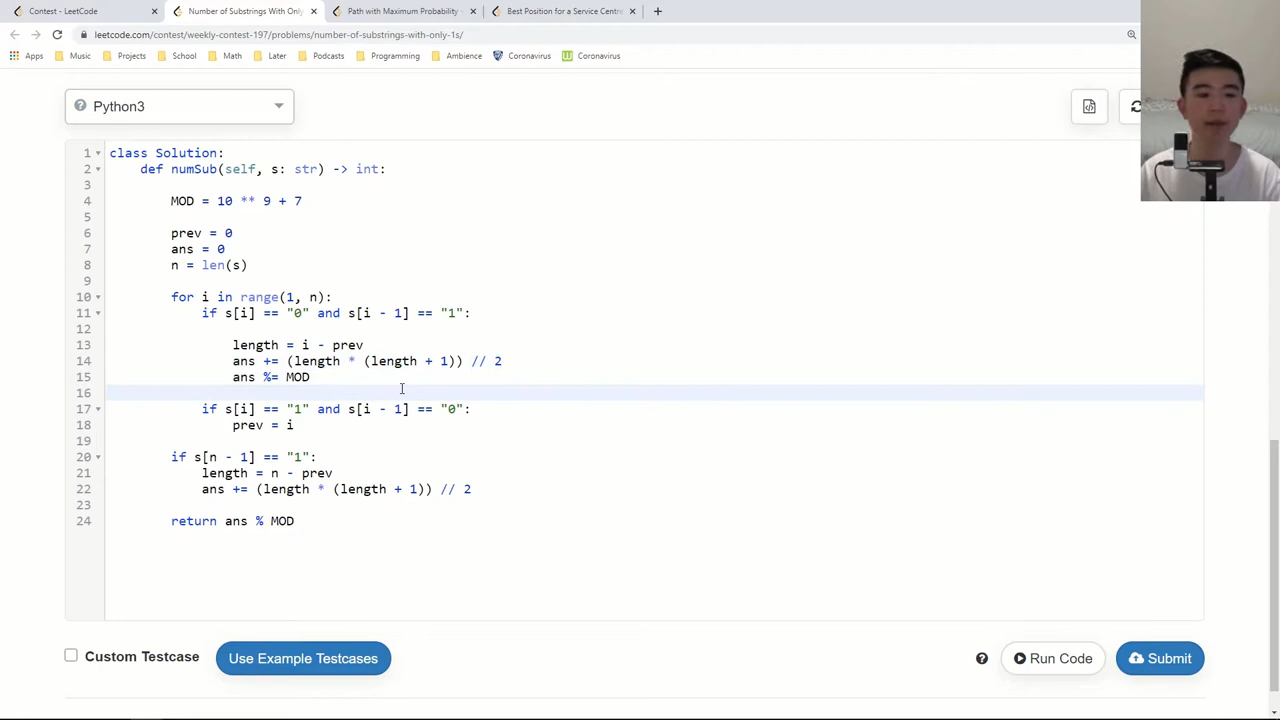 Contest - LeetCode
Number of Substrings With Only
Path with Maximum Probability
Best Position for a Service Centre
leetcode.com/contest/weekly-contest-197/problems/number-of-substrings-with-only-1s/
Apps Music Projects School Math Later Podcasts Programming Ambience Coronavirus Coronavirus
Python3
1 class Solution:
2 def numSub(self, s: str) -> int:
3
4 MOD = 10 ** 9 + 7
5
6 prev = 0
7 ans = 0
8 n = len(s)
9
10 for i in range(1, n):
11 if s[i] == "0" and s[i - 1] == "1":
12
13 length = i - prev
14 ans += (length * (length + 1)) // 2
15 ans %= MOD
16
17 if s[i] == "1" and s[i - 1] == "0":
18 prev = i
19
20 if s[n - 1] == "1":
21 length = n - prev
22 ans += (length * (length + 1)) // 2
23
24 return ans % MOD
Custom Testcase Use Example Testcases Run Code Submit